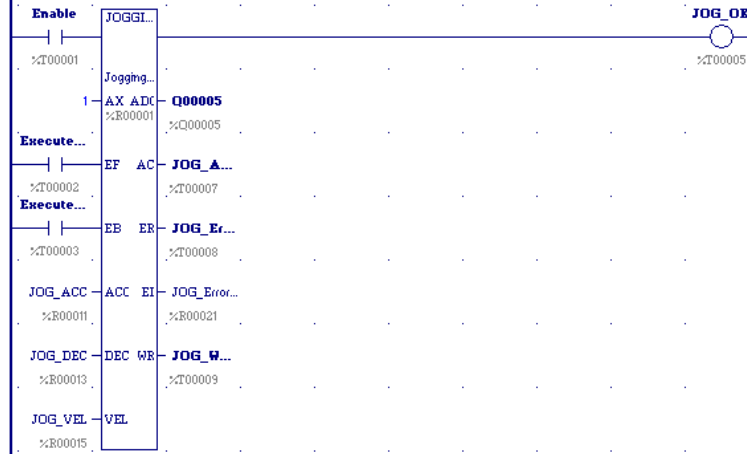 Enable JOGGI... JOG_OK
%T00001 %T00005
Jogging...
1 AX ADC Q00005
%R00001 %Q00005
Execute...
EF AC JOG_A...
%T00002 %T00007
Execute...
EB ER JOG_Er...
%T00003 %T00008
JOG_ACC ACC EI JOG_Error...
%R00011 %R00021
JOG_DEC DEC WR JOG_W...
%R00013 %T00009
JOG_VEL VEL
%R00015